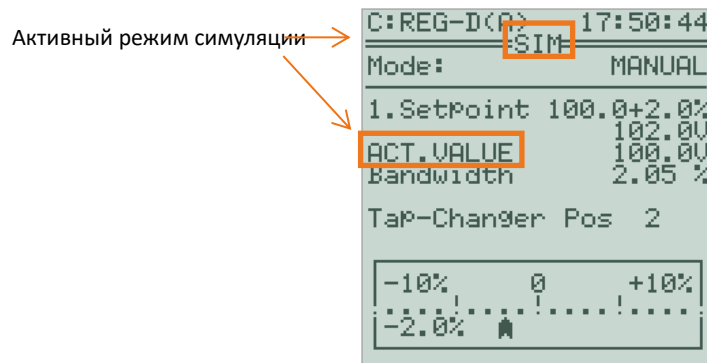 Активный режим симуляции
C:REG-D(A) 17:50:44
SIM
Mode: MANUAL
1.Setpoint 100.0+2.0%
102.0V
ACT.VALUE 100.0V
Bandwidth 2.05 %
Tap-Changer Pos 2
-10% 0 +10%
-2.0%